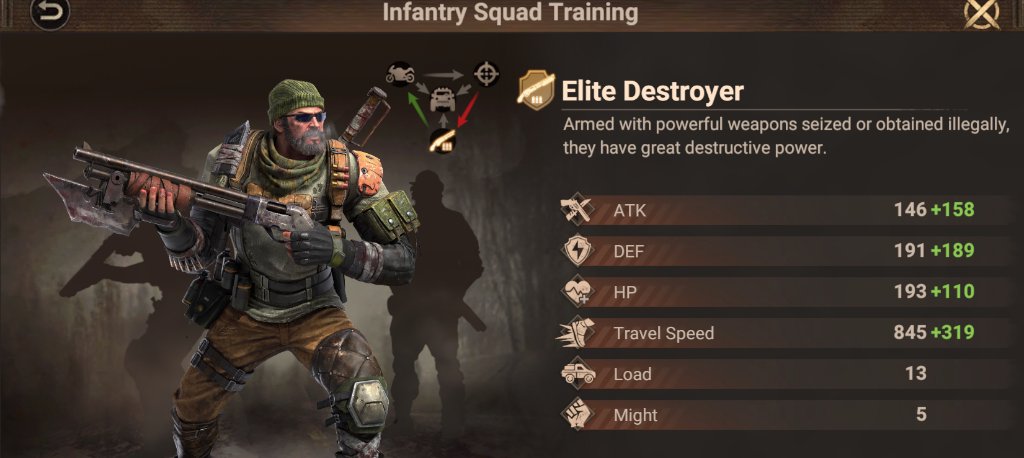 Infantry Squad Training
Elite Destroyer
Armed with powerful weapons seized or obtained illegally,
they have great destructive power.
ATK 146 +158
DEF 191 +189
HP 193 +110
Travel Speed 845 +319
Load 13
Might 5